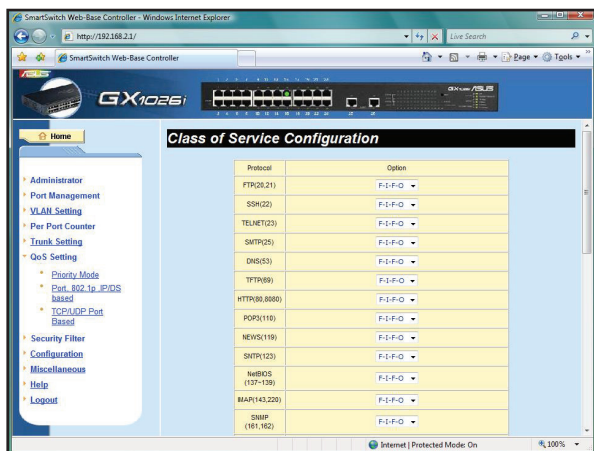 SmartSwitch Web-Base Controller - Windows Internet Explorer
http://192.168.2.1/
Live Search
SmartSwitch Web-Base Controller
Page
Tools
ASUS
GX1026i
ASUS
Home
Class of Service Configuration
Administrator
Port Management
VLAN Setting
Per Port Counter
Trunk Setting
QoS Setting
Priority Mode
Port, 802.1p ,IP/DS
based
TCP/UDP Port
Based
Security Filter
Configuration
Miscellaneous
Help
Logout
Protocol Option
FTP(20,21) F-I-F-O
SSH(22) F-I-F-O
TELNET(23) F-I-F-O
SMTP(25) F-I-F-O
DNS(53) F-I-F-O
TFTP(69) F-I-F-O
HTTP(80,8080) F-I-F-O
POP3(110) F-I-F-O
NEWS(119) F-I-F-O
SNTP(123) F-I-F-O
NetBIOS
(137~139) F-I-F-O
IMAP(143,220) F-I-F-O
SNMP
(161,162) F-I-F-O
Internet | Protected Mode: On
100%